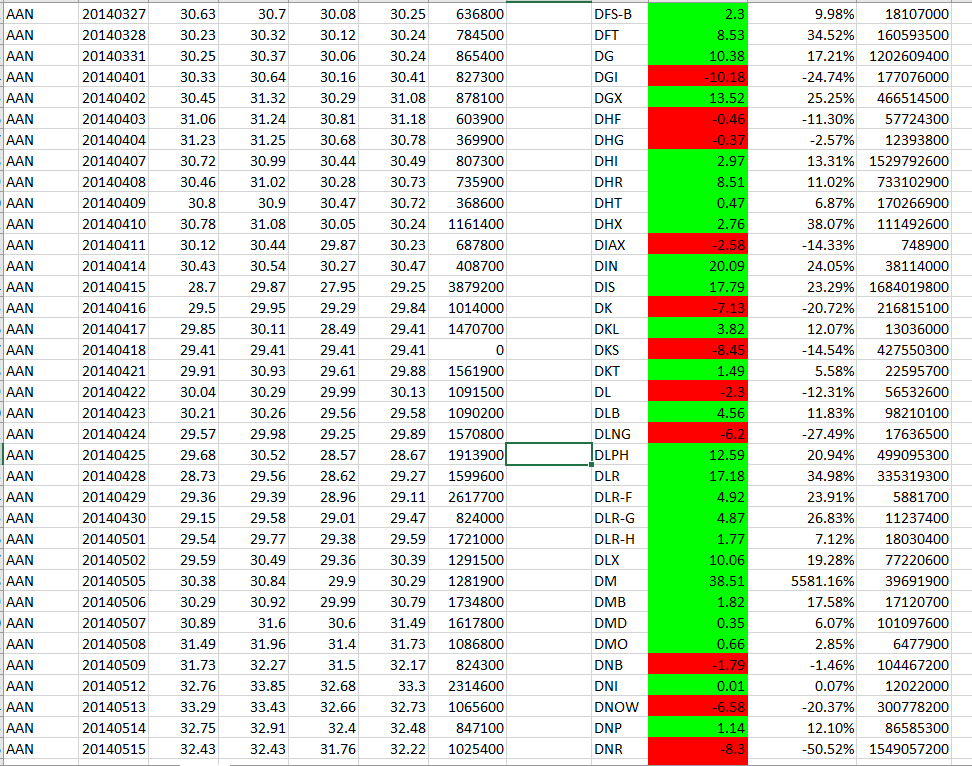 AAN 20140327 30.63 30.7 30.08 30.25 636800 DFS-B 2.3 9.98% 18107000
AAN 20140328 30.23 30.32 30.12 30.24 784500 DFT 8.53 34.52% 160593500
AAN 20140331 30.25 30.37 30.06 30.24 865400 DG 10.38 17.21% 1202609400
AAN 20140401 30.33 30.64 30.16 30.41 827300 DGI -10.18 -24.74% 177076000
AAN 20140402 30.45 31.32 30.29 31.08 878100 DGX 13.52 25.25% 466514500
AAN 20140403 31.06 31.24 30.81 31.18 603900 DHF -0.46 -11.30% 57724300
AAN 20140404 31.23 31.25 30.68 30.78 369900 DHG -0.37 -2.57% 12393800
AAN 20140407 30.72 30.99 30.44 30.49 807300 DHI 2.97 13.31% 1529792600
AAN 20140408 30.46 31.02 30.28 30.73 735900 DHR 8.51 11.02% 733102900
AAN 20140409 30.8 30.9 30.47 30.72 368600 DHT 0.47 6.87% 170266900
AAN 20140410 30.78 31.08 30.05 30.24 1161400 DHX 2.76 38.07% 111492600
AAN 20140411 30.12 30.44 29.87 30.23 687800 DIAX -2.58 -14.33% 748900
AAN 20140414 30.43 30.54 30.27 30.47 408700 DIN 20.09 24.05% 38114000
AAN 20140415 28.7 29.87 27.95 29.25 3879200 DIS 17.79 23.29% 1684019800
AAN 20140416 29.5 29.95 29.29 29.84 1014000 DK -7.13 -20.72% 216815100
AAN 20140417 29.85 30.11 28.49 29.41 1470700 DKL 3.82 12.07% 13036000
AAN 20140418 29.41 29.41 29.41 29.41 0 DKS -8.45 -14.54% 427550300
AAN 20140421 29.91 30.93 29.61 29.88 1561900 DKT 1.49 5.58% 22595700
AAN 20140422 30.04 30.29 29.99 30.13 1091500 DL -2.3 -12.31% 56532600
AAN 20140423 30.21 30.26 29.56 29.58 1090200 DLB 4.56 11.83% 98210100
AAN 20140424 29.57 29.98 29.25 29.89 1570800 DLNG -6.2 -27.49% 17636500
AAN 20140425 29.68 30.52 28.57 28.67 1913900 DLPH 12.59 20.94% 499095300
AAN 20140428 28.73 29.56 28.62 29.27 1599600 DLR 17.18 34.98% 335319300
AAN 20140429 29.36 29.39 28.96 29.11 2617700 DLR-F 4.92 23.91% 5881700
AAN 20140430 29.15 29.58 29.01 29.47 824000 DLR-G 4.87 26.83% 11237400
AAN 20140501 29.54 29.77 29.38 29.59 1721000 DLR-H 1.77 7.12% 18030400
AAN 20140502 29.59 30.49 29.36 30.39 1291500 DLX 10.06 19.28% 77220600
AAN 20140505 30.38 30.84 29.9 30.29 1281900 DM 38.51 5581.16% 39691900
AAN 20140506 30.29 30.92 29.99 30.79 1734800 DMB 1.82 17.58% 17120700
AAN 20140507 30.89 31.6 30.6 31.49 1617800 DMD 0.35 6.07% 101097600
AAN 20140508 31.49 31.96 31.4 31.73 1086800 DMO 0.66 2.85% 6477900
AAN 20140509 31.73 32.27 31.5 32.17 824300 DNB -1.79 -1.46% 104467200
AAN 20140512 32.76 33.85 32.68 33.3 2314600 DNI 0.01 0.07% 12022000
AAN 20140513 33.29 33.43 32.66 32.73 1065600 DNOW -6.58 -20.37% 300778200
AAN 20140514 32.75 32.91 32.4 32.48 847100 DNP 1.14 12.10% 86585300
AAN 20140515 32.43 32.43 31.76 32.22 1025400 DNR -8.3 -50.52% 1549057200